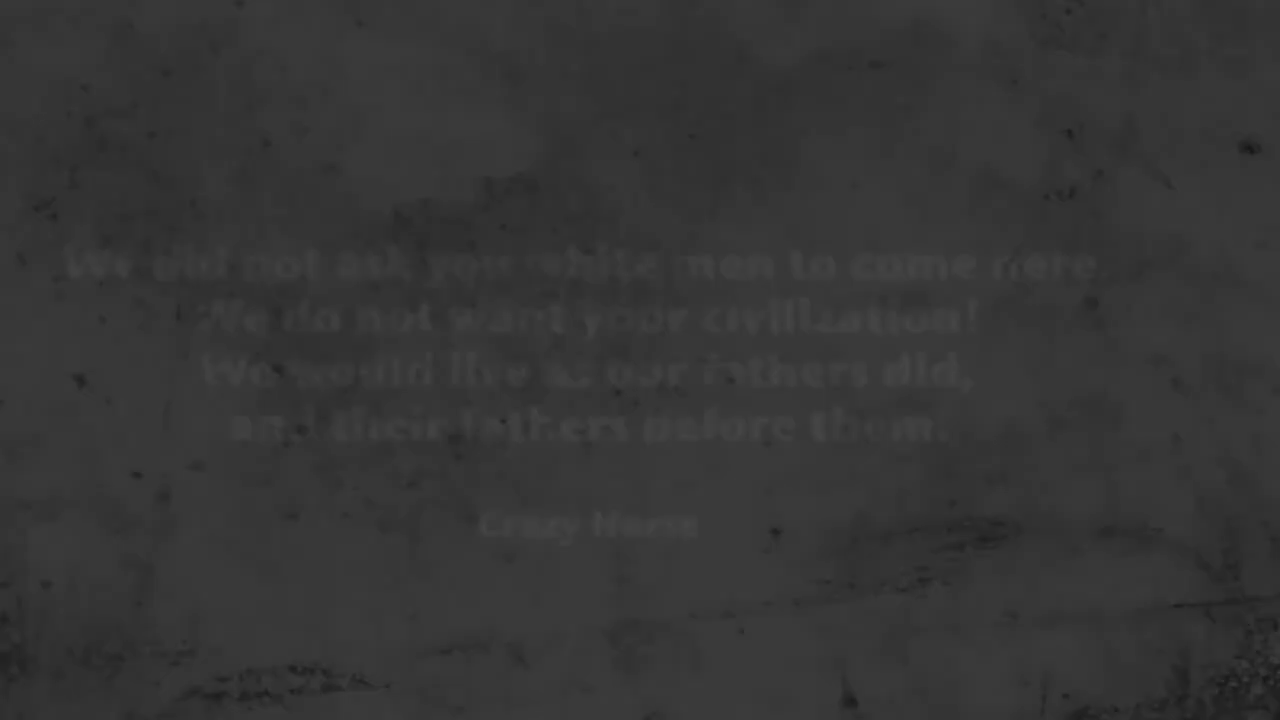 We did not ask you white men to come here
We do not want your civilization!
We would live as our fathers did,
and their fathers before them.
Crazy Horse